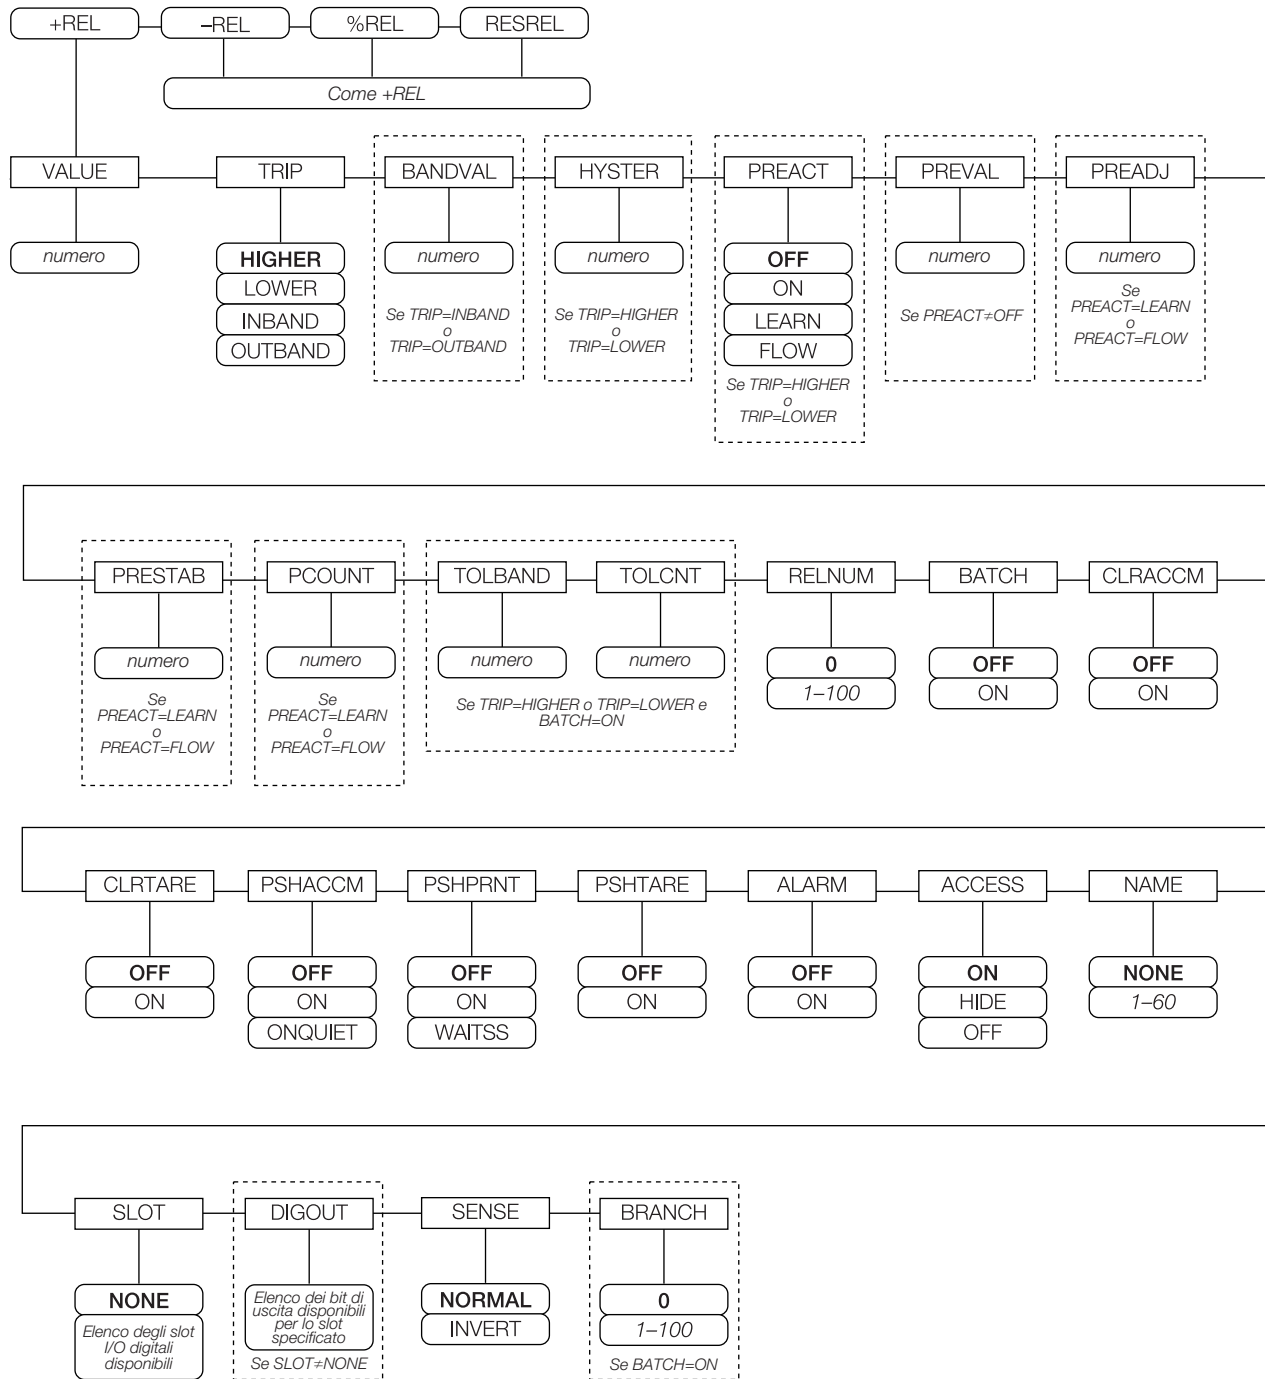 +REL –REL %REL RESREL
Come +REL
VALUE TRIP BANDVAL HYSTER PREACT PREVAL PREADJ
numero HIGHER numero numero OFF numero numero
LOWER ON
INBAND LEARN
OUTBAND FLOW
Se TRIP=INBAND
o
TRIP=OUTBAND
Se TRIP=HIGHER
o
TRIP=LOWER
Se TRIP=HIGHER
o
TRIP=LOWER
Se PREACT≠OFF
Se
PREACT=LEARN
o
PREACT=FLOW
PRESTAB PCOUNT TOLBAND TOLCNT RELNUM BATCH CLRACCM
numero numero numero numero 0 OFF OFF
1–100 ON ON
Se
PREACT=LEARN
o
PREACT=FLOW
Se
PREACT=LEARN
o
PREACT=FLOW
Se TRIP=HIGHER o TRIP=LOWER e
BATCH=ON
CLRTARE PSHACCM PSHPRNT PSHTARE ALARM ACCESS NAME
OFF OFF OFF OFF OFF ON NONE
ON ON ON ON ON HIDE 1–60
ONQUIET WAITSS OFF
SLOT DIGOUT SENSE BRANCH
NONE
Elenco degli slot
I/O digitali
disponibili
Elenco dei bit di
uscita disponibili
per lo slot
specificato
Se SLOT≠NONE
NORMAL
INVERT
0
1–100
Se BATCH=ON